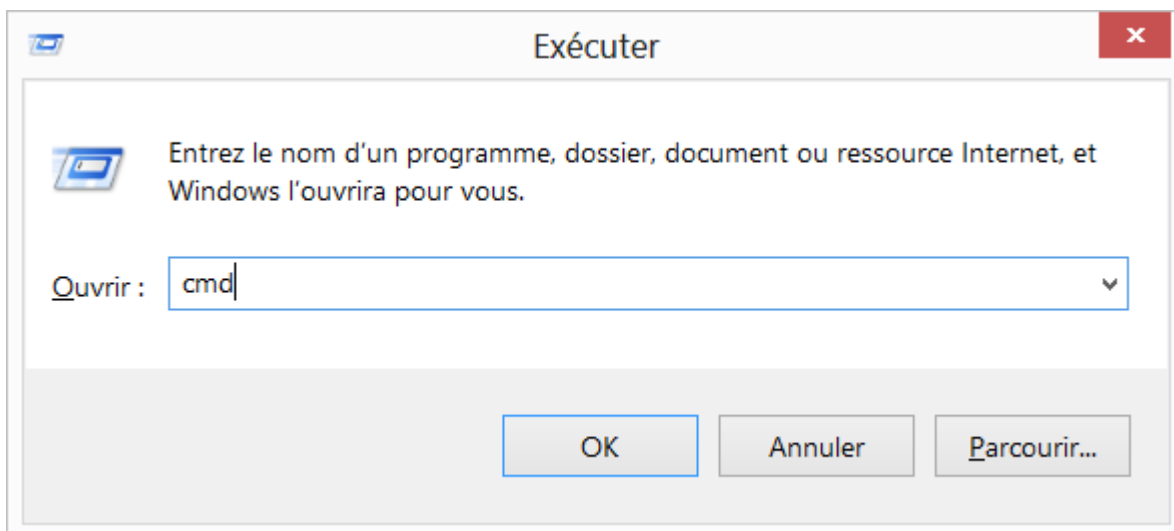 Exécuter
x
Entrez le nom d'un programme, dossier, document ou ressource Internet, et
Windows l'ouvrira pour vous.
Ouvrir : cmd
OK Annuler Parcourir...